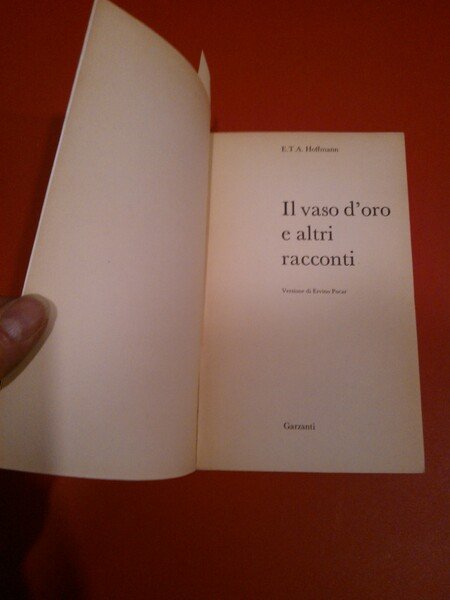 E. T. A. Hoffmann
Il vaso d'oro
e altri
racconti
Versione di Ervino Pocar
Garzanti